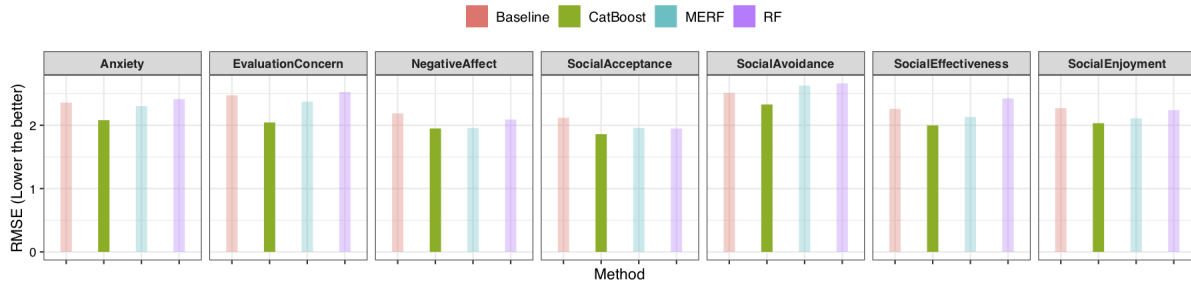 Baseline CatBoost MERF RF
Anxiety EvaluationConcern NegativeAffect SocialAcceptance SocialAvoidance SocialEffectiveness SocialEnjoyment
RMSE (Lower the better)
2
1
0
Method